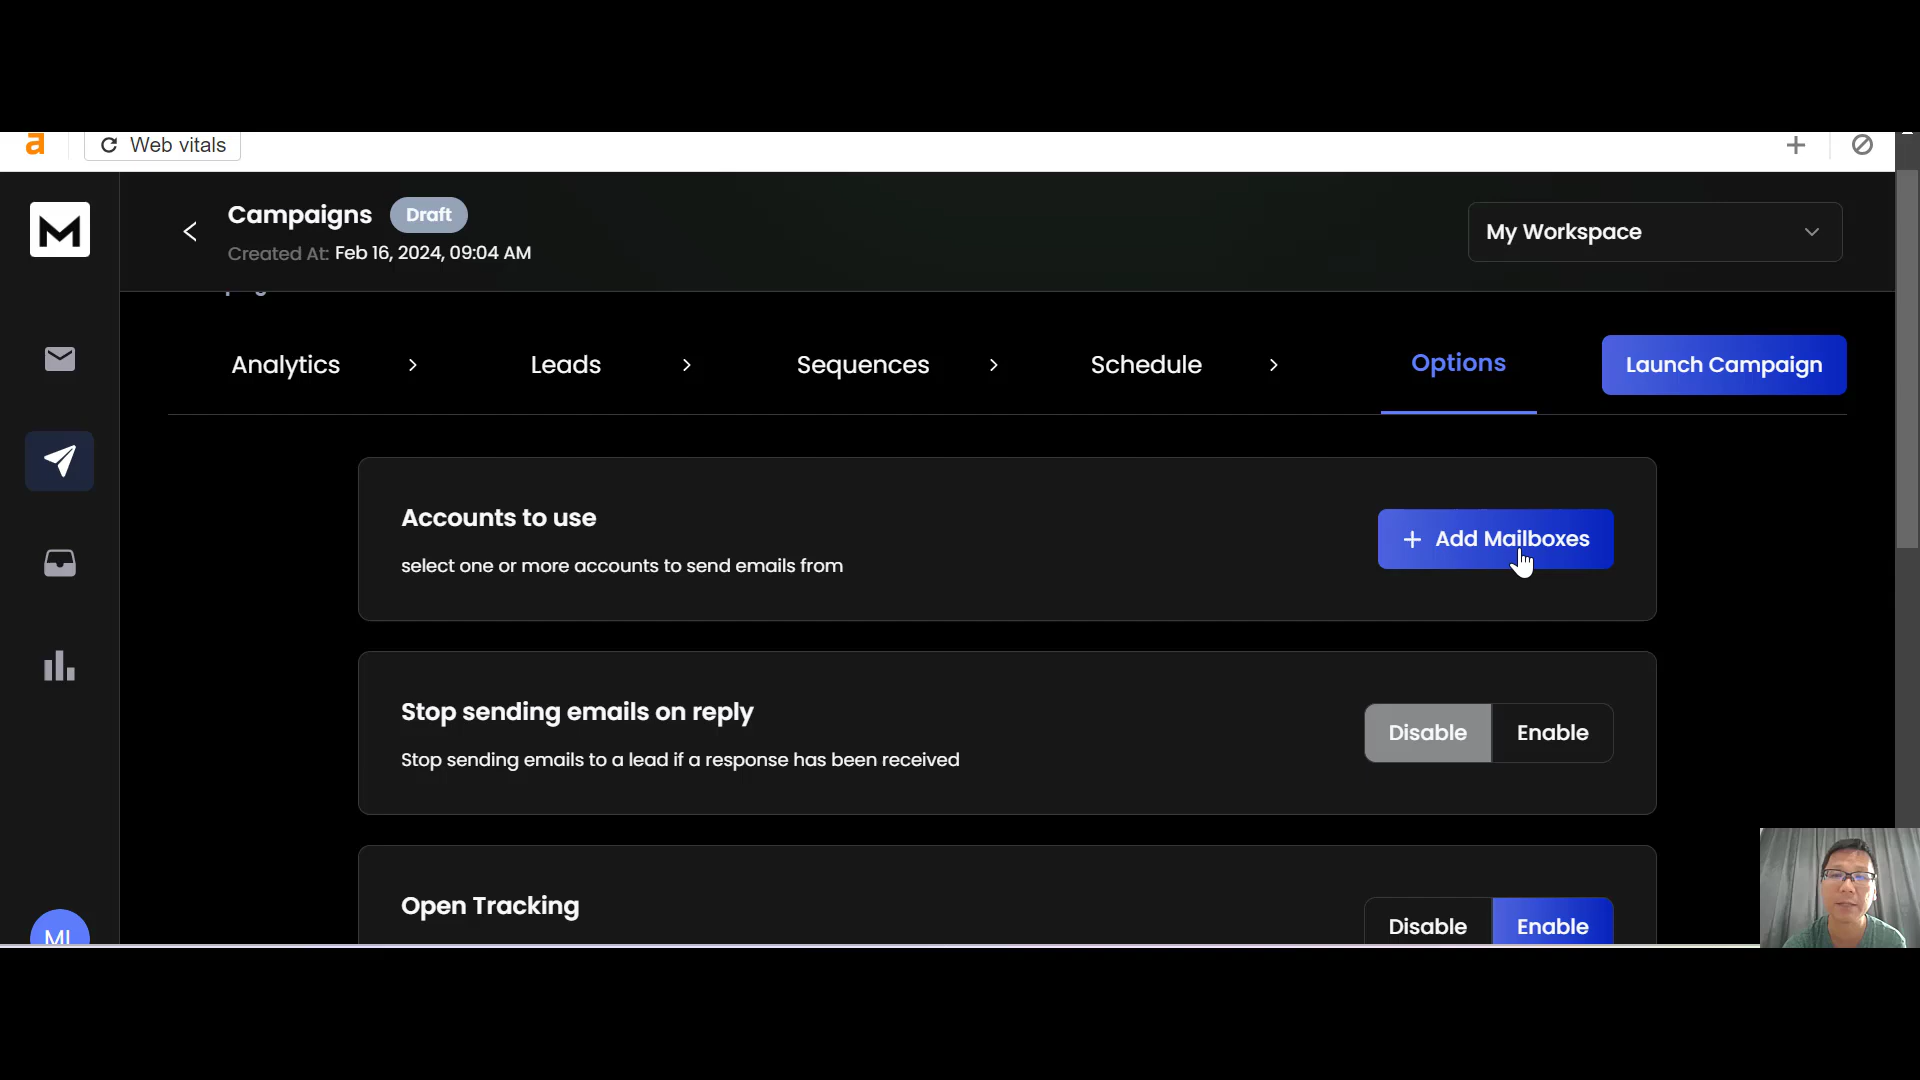 a
Web vitals
M
Campaigns Draft
Created At: Feb 16, 2024, 09:04 AM
My Workspace
Analytics
Leads
Sequences
Schedule
Options
Launch Campaign
Accounts to use
select one or more accounts to send emails from
+ Add Mailboxes
Stop sending emails on reply
Stop sending emails to a lead if a response has been received
Disable
Enable
Open Tracking
Disable
Enable
ML